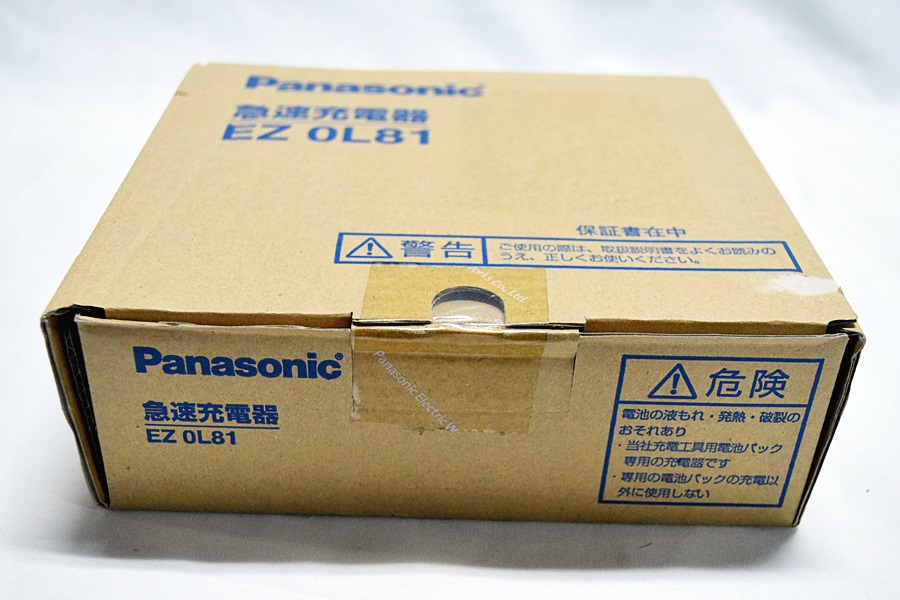 Panasonic
急速充電器
EZ 0L81
保証書在中
警告
ご使用の際は、取扱説明書をよくお読みの
うえ、正しくお使いください。
Works Co., Ltd.
Panasonic Electric W
Panasonic
急速充電器
EZ 0L81
危険
電池の液もれ・発熱・破裂の
おそれあり
・当社充電工具用電池パック
専用の充電器です
・専用の電池パックの充電以
外に使用しない